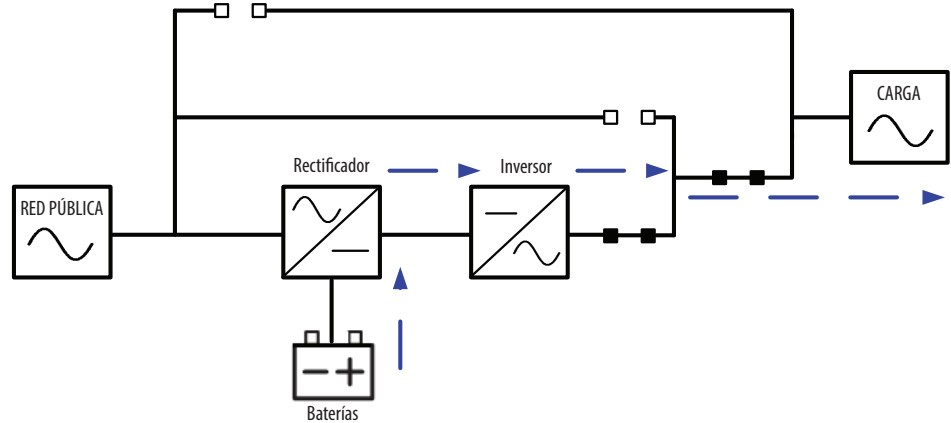 CARGA
Rectificador
Inversor
RED PÚBLICA
Baterías